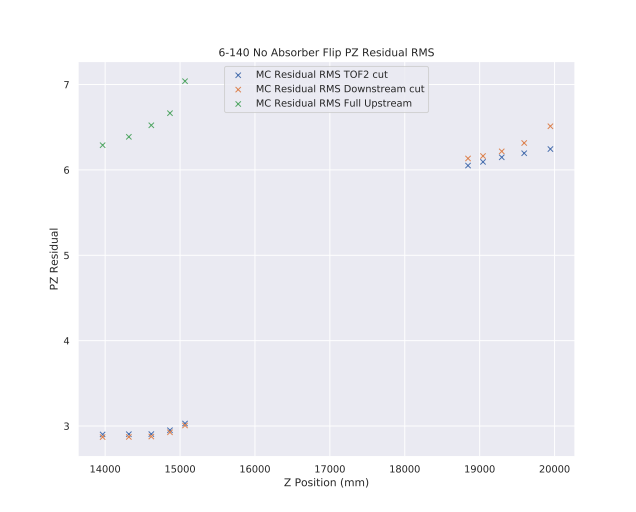 6-140 No Absorber Flip PZ Residual RMS
MC Residual RMS TOF2 cut
MC Residual RMS Downstream cut
MC Residual RMS Full Upstream
PZ Residual
7
6
5
4
3
14000 15000 16000 17000 18000 19000 20000
Z Position (mm)